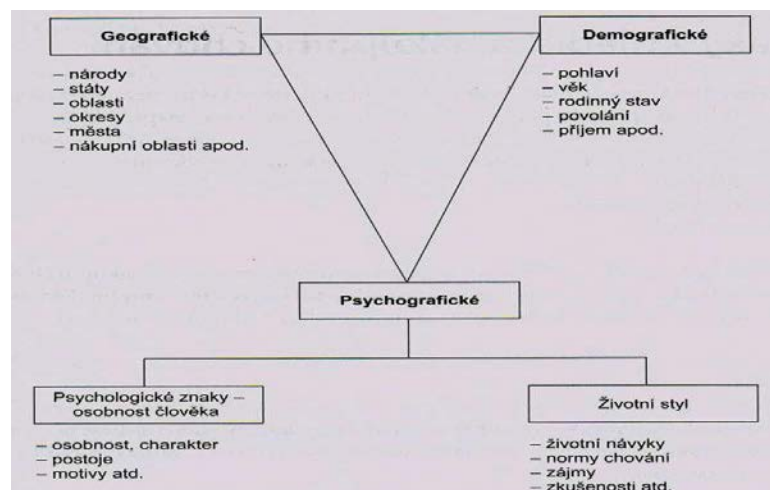 Geografické
– národy
– státy
– oblasti
– okresy
– města
– nákupní oblasti apod.
Demografické
– pohlaví
– věk
– rodinný stav
– povolání
– příjem apod.
Psychografické
Psychologické znaky –
osobnost člověka
– osobnost, charakter
– postoje
– motivy atd.
Životní styl
– životní návyky
– normy chování
– zájmy
– zkušenosti atd.